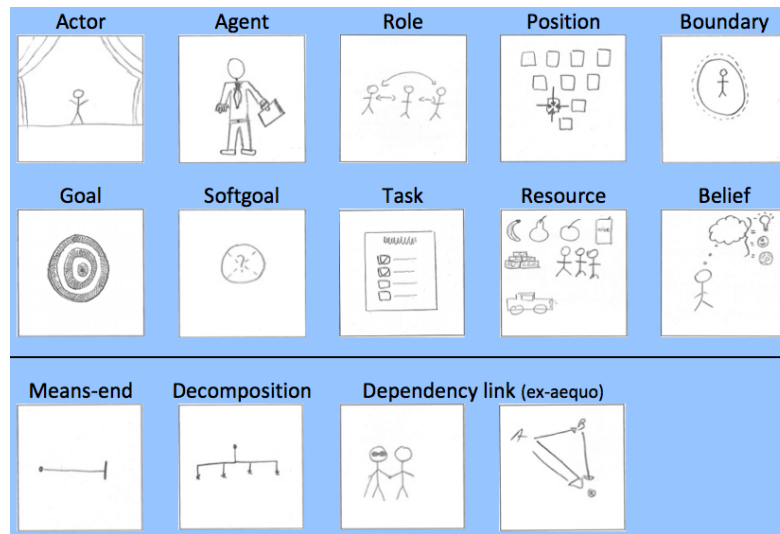 Actor Agent Role Position Boundary
Goal Softgoal Task Resource Belief
?
Means-end Decomposition Dependency link (ex-aequo)
A B